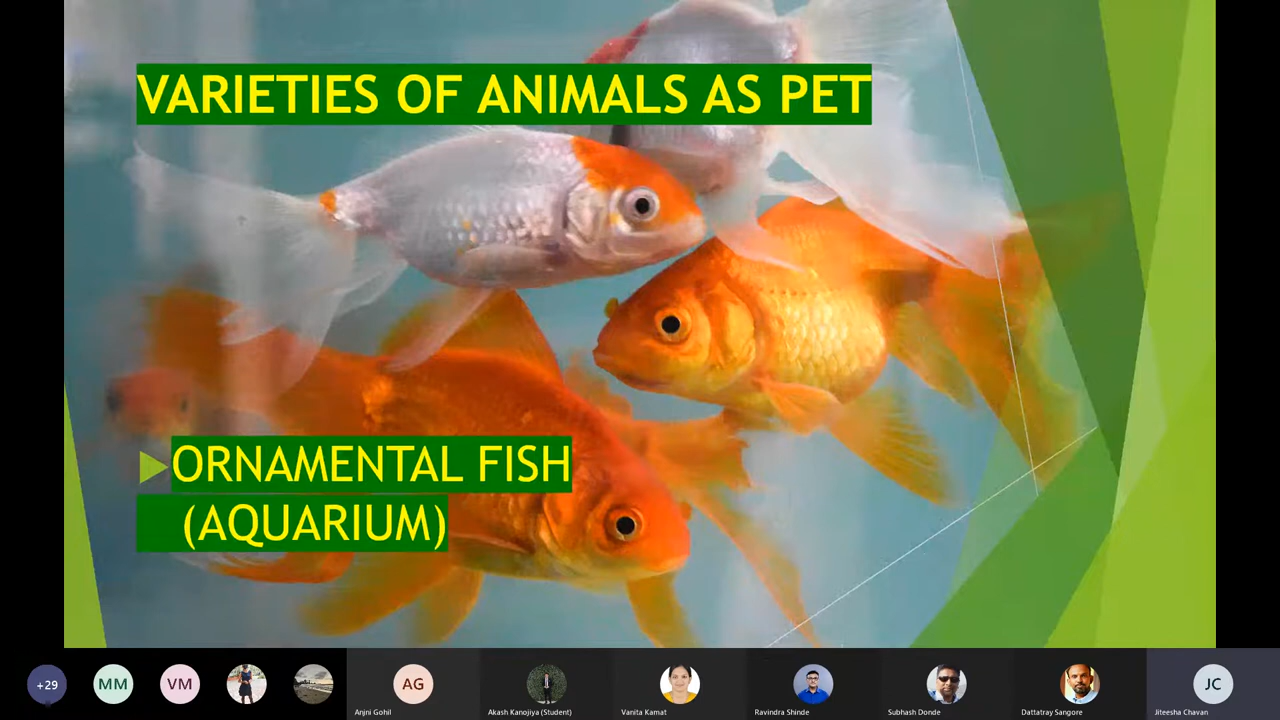 VARIETIES OF ANIMALS AS PET
ORNAMENTAL FISH
(AQUARIUM)
+29
MM
VM
AG
JC
Anjni Gohil
Akash Kanojiya (Student)
Vanita Kamat
Ravindra Shinde
Subhash Donde
Dattatray Sangore
Jiteesha Chavan